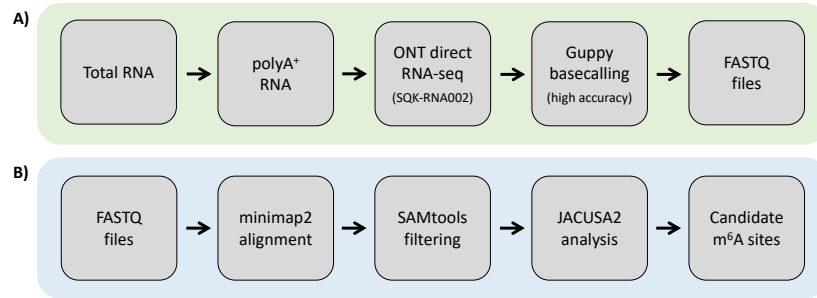 A)
Total RNA
polyA⁺
RNA
ONT direct
RNA-seq
(SQK-RNA002)
Guppy
basecalling
(high accuracy)
FASTQ
files
B)
FASTQ
files
minimap2
alignment
SAMtools
filtering
JACUSA2
analysis
Candidate
m⁶A sites